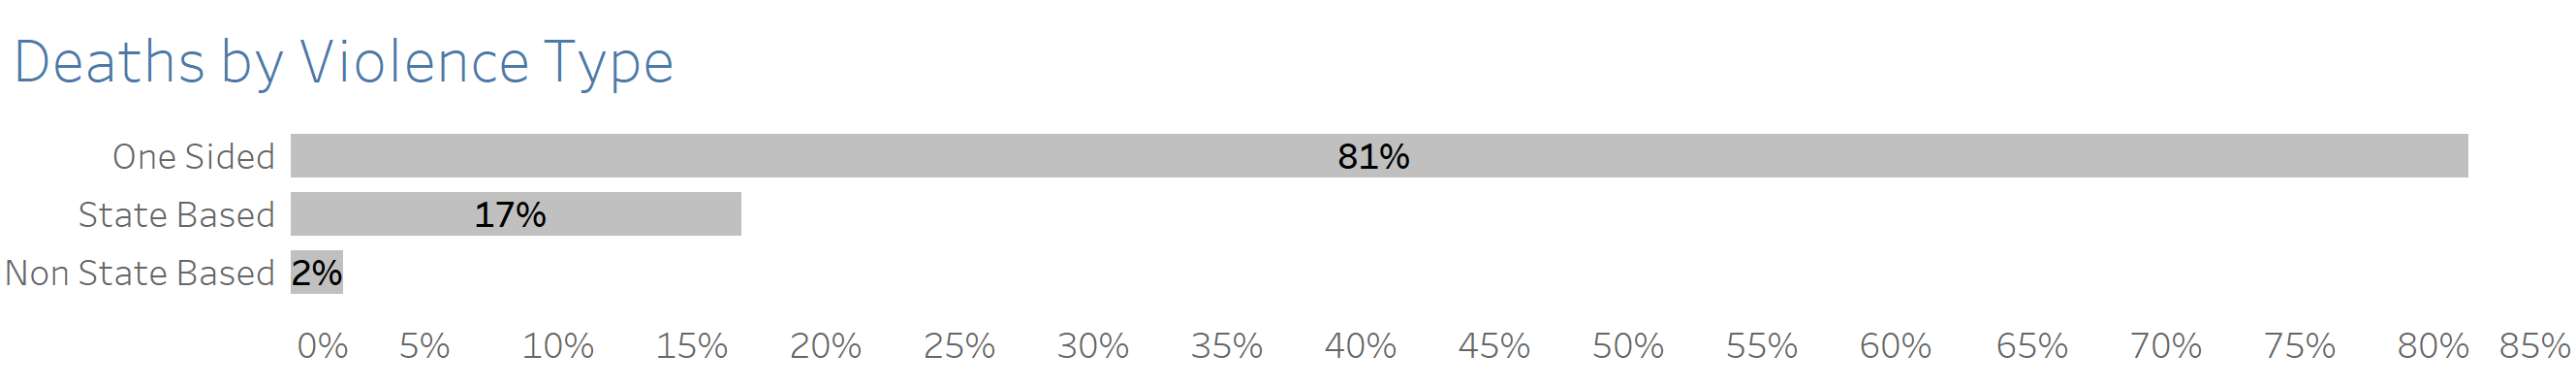 Deaths by Violence Type
One Sided 81%
State Based 17%
Non State Based 2%
0% 5% 10% 15% 20% 25% 30% 35% 40% 45% 50% 55% 60% 65% 70% 75% 80% 85%